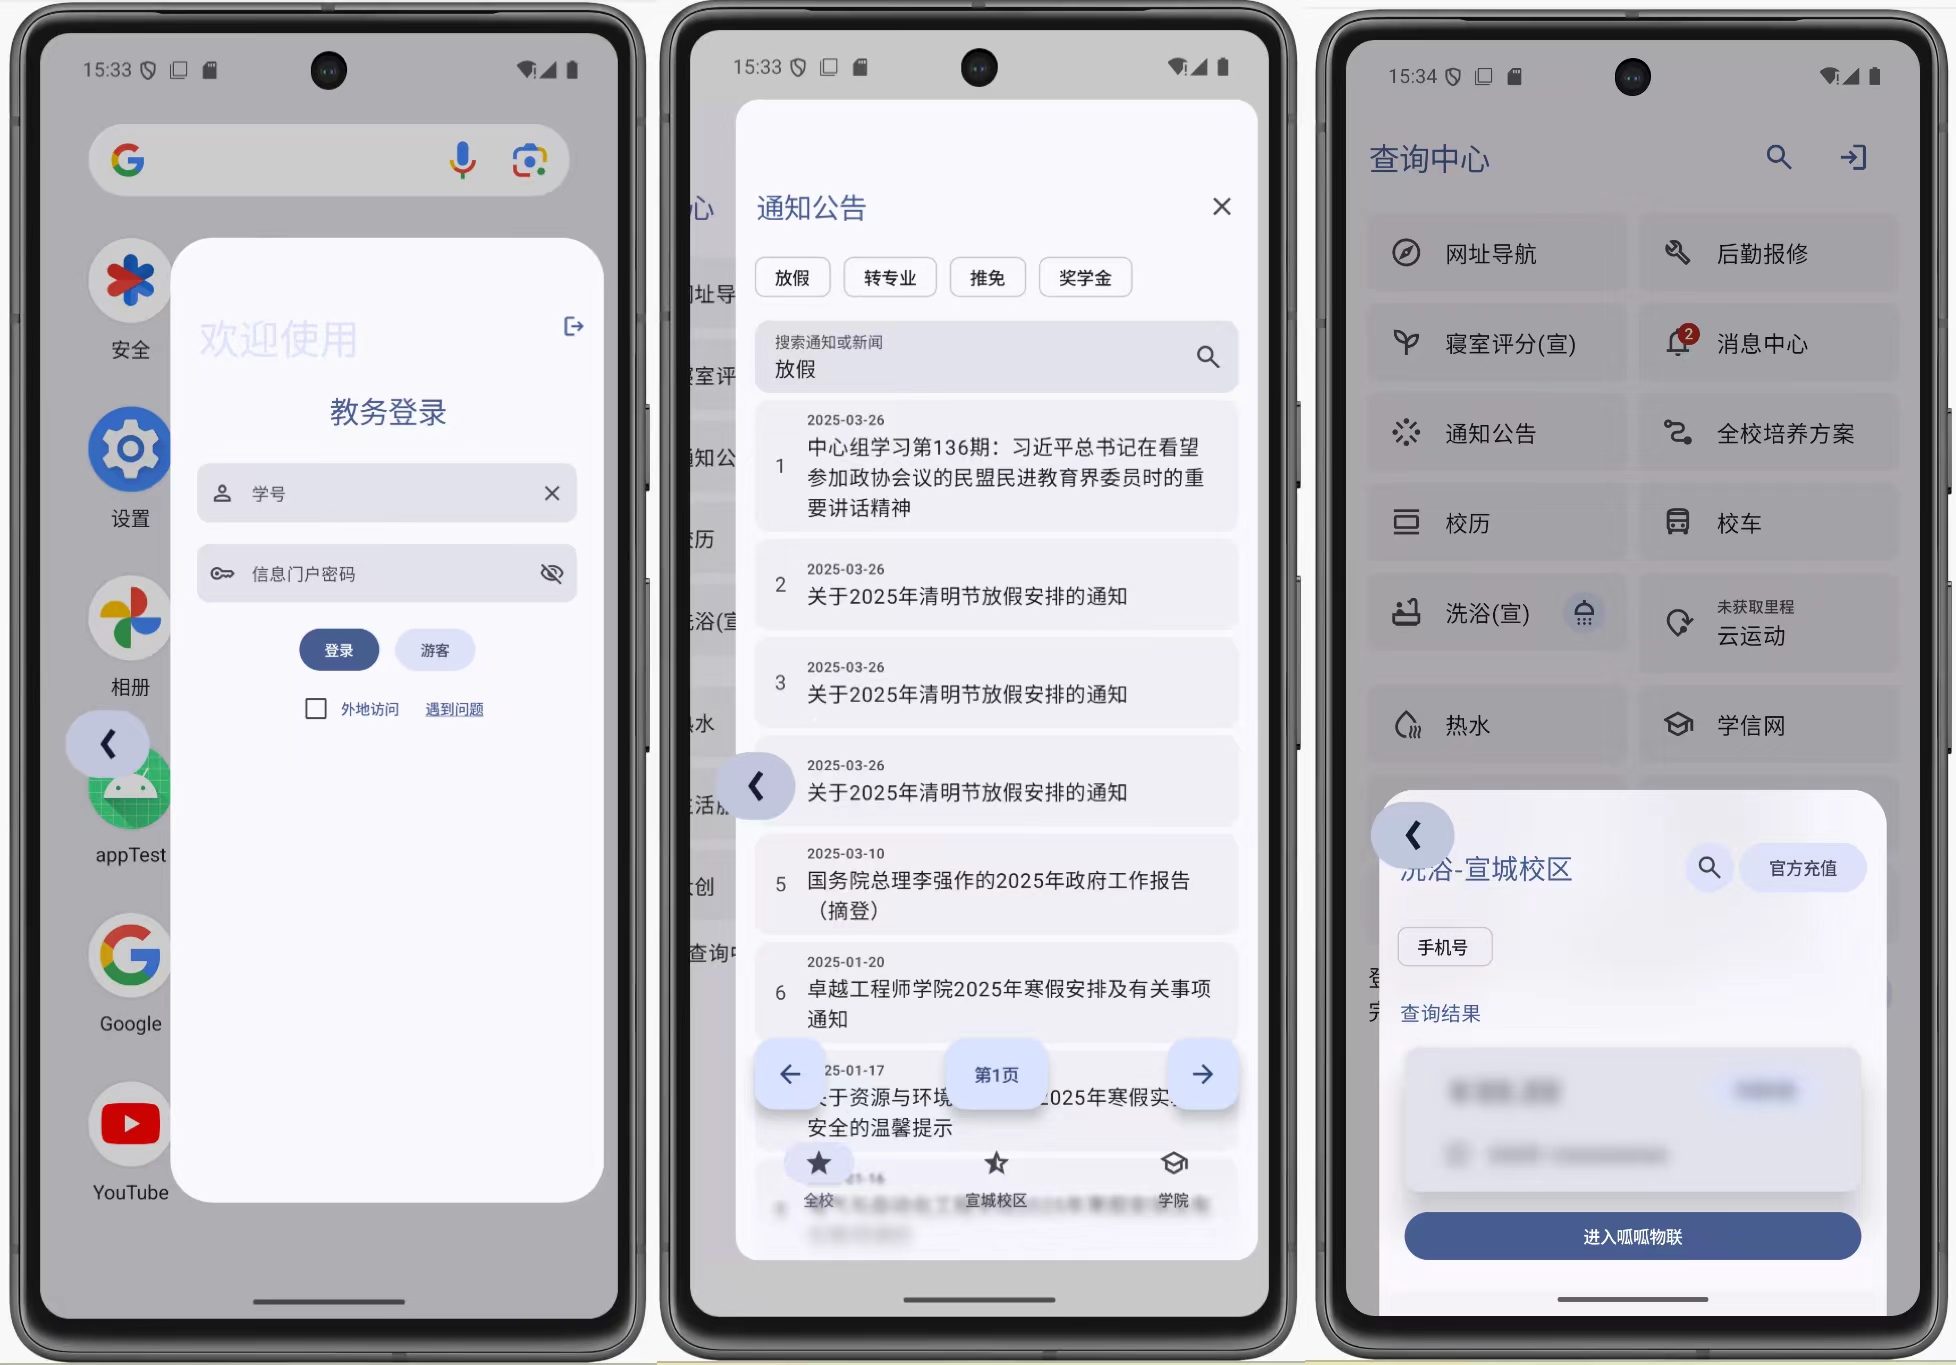 15:33
安全
设置
相册
appTest
Google
YouTube
欢迎使用
教务登录
学号
信息门户密码
登录
游客
外地访问
遇到问题
15:33
心
址导
室评
知公
历
浴(宣
水
活服
创
查询中
通知公告
放假
转专业
推免
奖学金
搜索通知或新闻
放假
2025-03-26
1
中心组学习第136期：习近平总书记在看望
参加政协会议的民盟民进教育界委员时的重
要讲话精神
2025-03-26
2
关于2025年清明节放假安排的通知
2025-03-26
3
关于2025年清明节放假安排的通知
2025-03-26
关于2025年清明节放假安排的通知
2025-03-10
5
国务院总理李强作的2025年政府工作报告
（摘登）
2025-01-20
6
卓越工程师学院2025年寒假安排及有关事项
通知
25-01-17
关于资源与环境
2025年寒假实
安全的温馨提示
第1页
01-16
全校
宣城校区
学院
15:34
查询中心
网址导航
后勤报修
寝室评分(宣)
2
消息中心
通知公告
全校培养方案
校历
校车
洗浴(宣)
未获取里程
云运动
热水
学信网
登
完
洗浴-宣城校区
官方充值
手机号
查询结果
进入呱呱物联